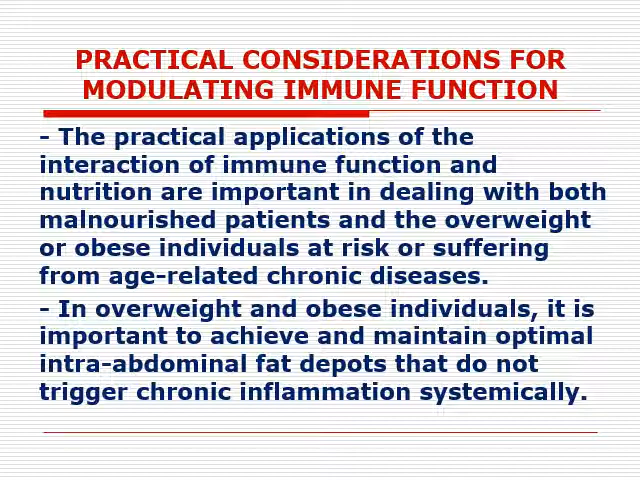 PRACTICAL CONSIDERATIONS FOR
MODULATING IMMUNE FUNCTION
- The practical applications of the
interaction of immune function and
nutrition are important in dealing with both
malnourished patients and the overweight
or obese individuals at risk or suffering
from age-related chronic diseases.
- In overweight and obese individuals, it is
important to achieve and maintain optimal
intra-abdominal fat depots that do not
trigger chronic inflammation systemically.